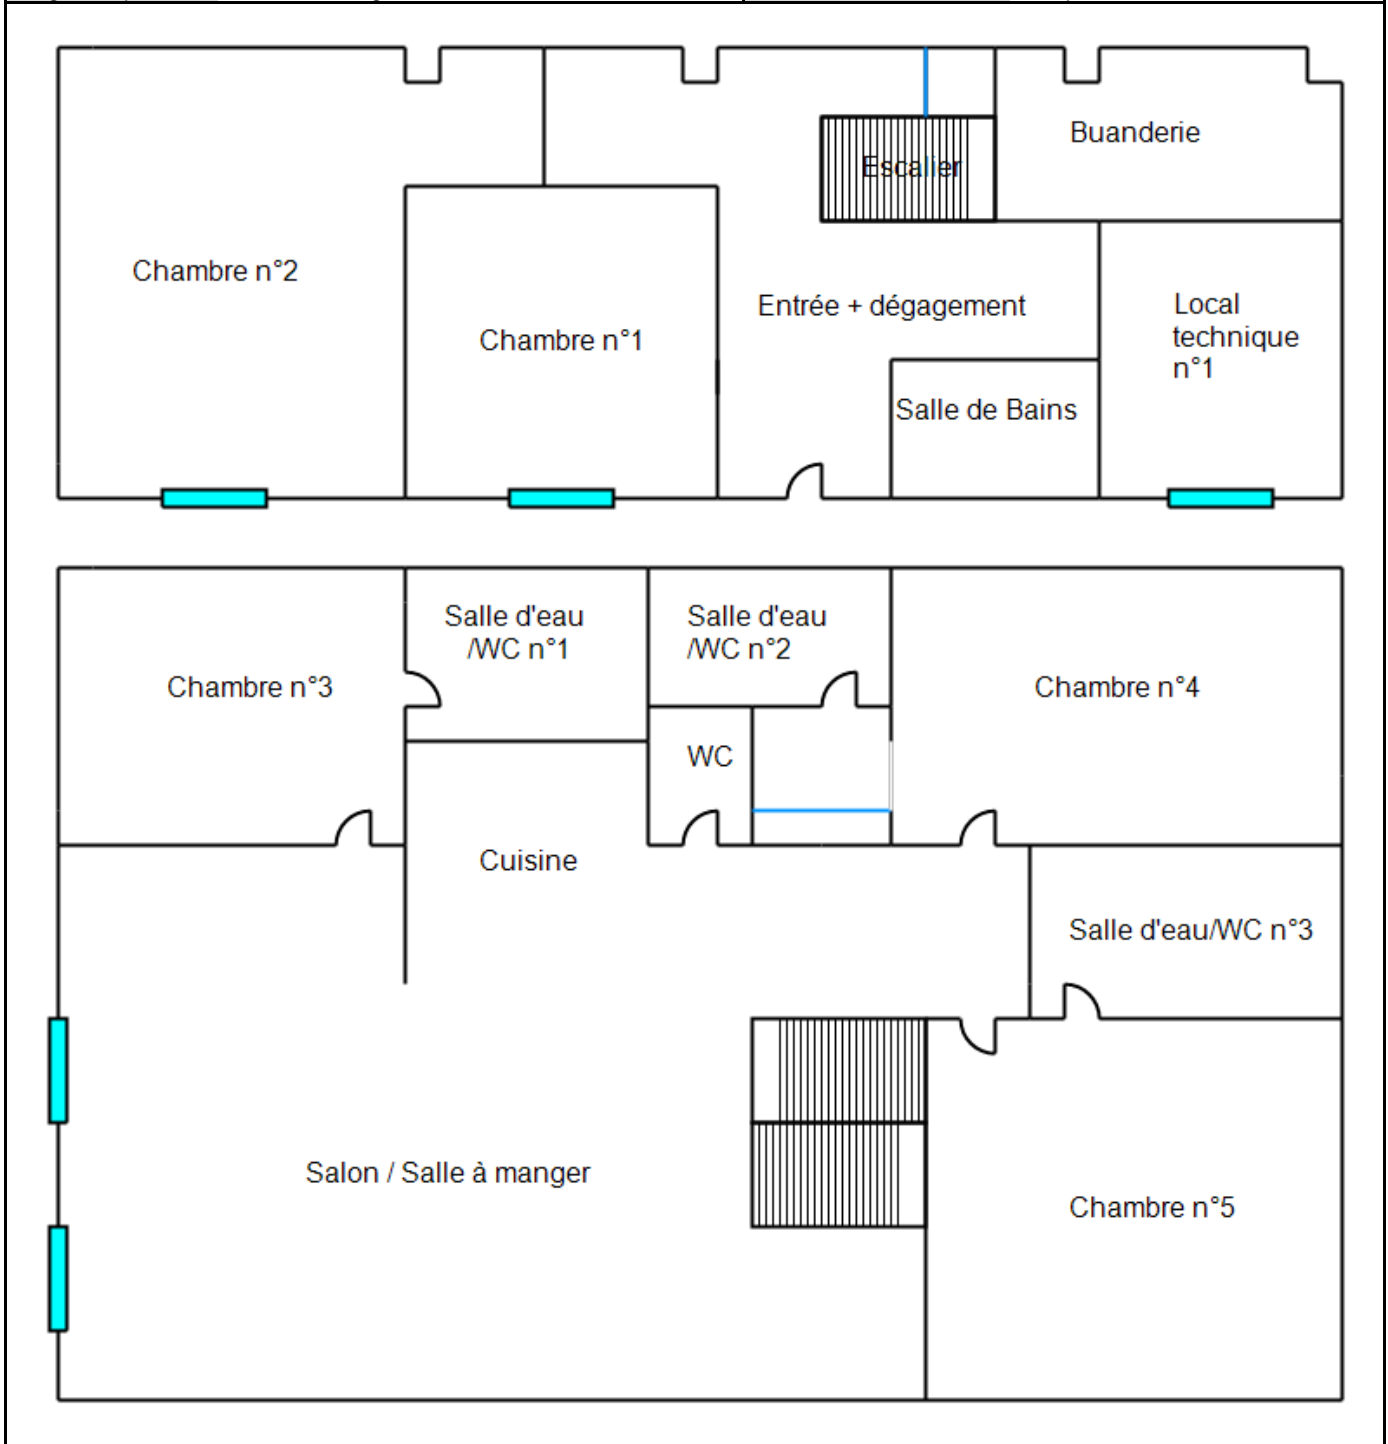 Escalier
Buanderie
Chambre n°2
Chambre n°1
Entrée + dégagement
Local
technique
n°1
Salle de Bains
Chambre n°3
Salle d'eau
/WC n°1
Salle d'eau
/WC n°2
Chambre n°4
WC
Cuisine
Salle d'eau/WC n°3
Salon / Salle à manger
Chambre n°5